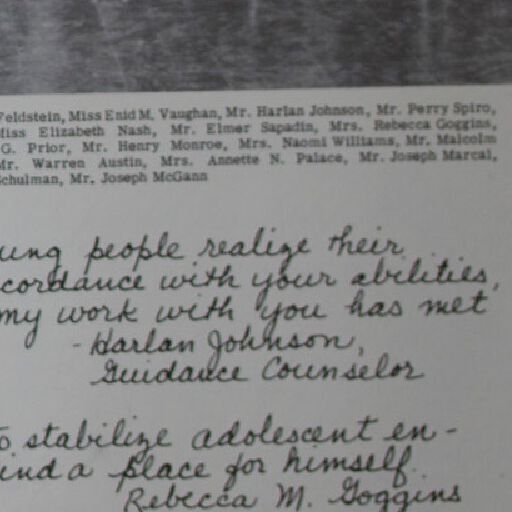 Feldstein, Miss Enid M. Vaughan, Mr. Harlan Johnson, Mr. Perry Spiro,
Miss Elizabeth Nash, Mr. Elmer Sapadin, Mrs. Rebecca Goggins,
G. Prior, Mr. Henry Monroe, Mrs. Naomi Williams, Mr. Malcolm
Mr. Warren Austin, Mrs. Annette N. Palace, Mr. Joseph Marcal,
Schulman, Mr. Joseph McGann
ung people realize their
cordance with your abilities,
my work with you has met
-Harlan Johnson,
Guidance Counselor
to stabilize adolescent en-
ind a place for himself.
Rebecca M. Goggins